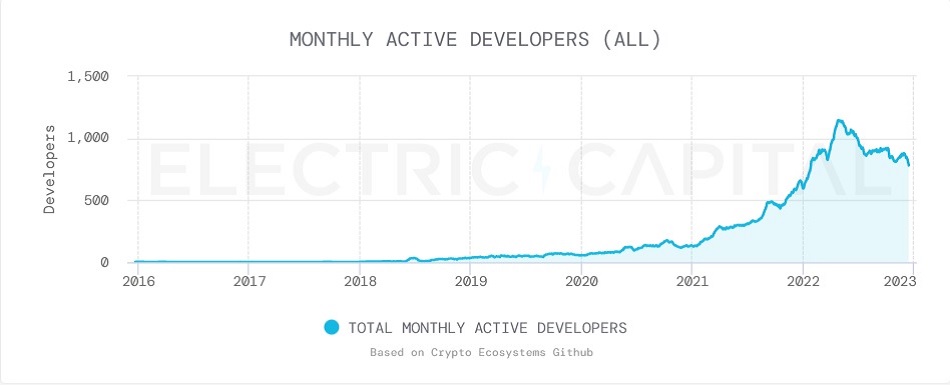 MONTHLY ACTIVE DEVELOPERS (ALL)
1,500
1,000
500
0
Developers
ELECTRIC CAPITAL
2016 2017 2018 2019 2020 2021 2022 2023
TOTAL MONTHLY ACTIVE DEVELOPERS
Based on Crypto Ecosystems Github